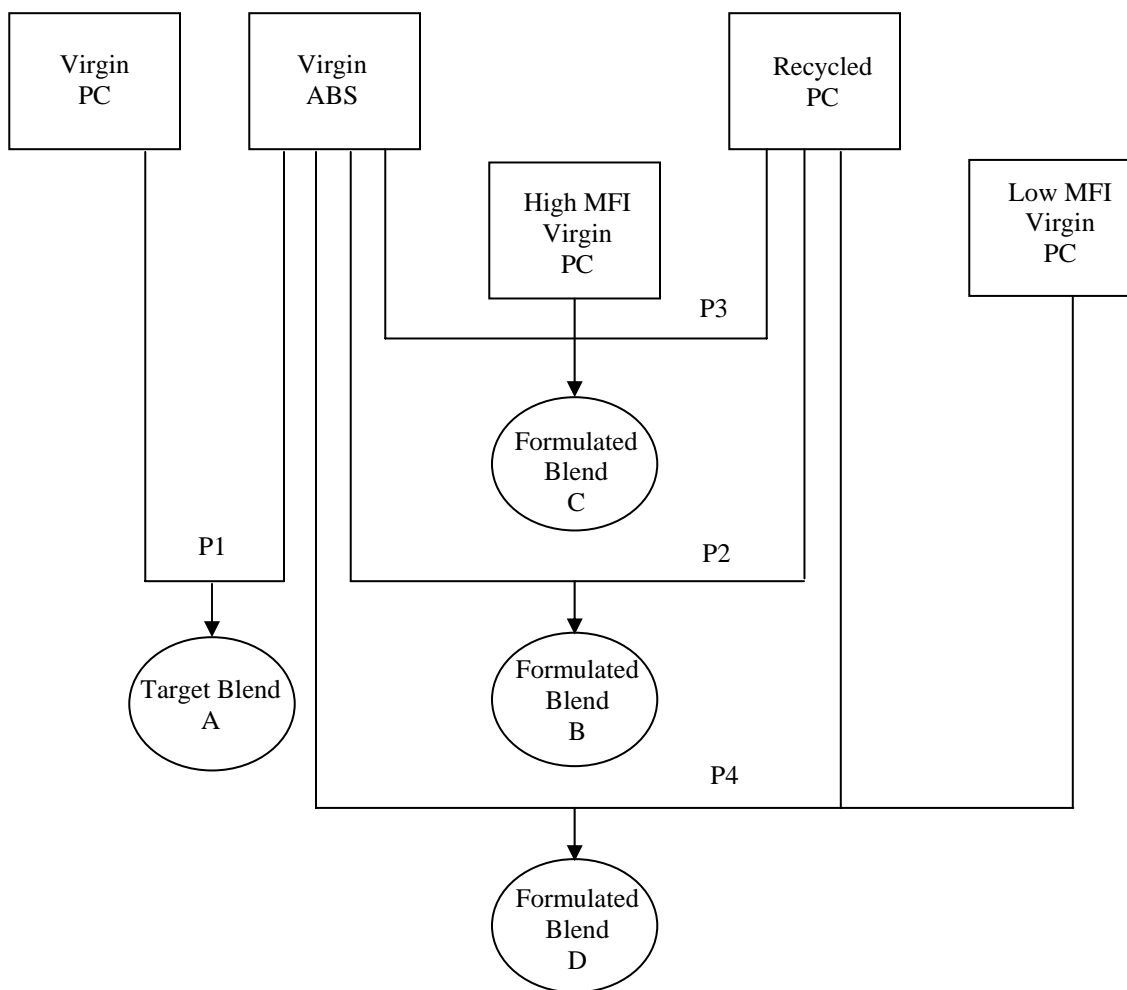 Virgin
PC
Virgin
ABS
Recycled
PC
High MFI
Virgin
PC
Low MFI
Virgin
PC
P3
Formulated
Blend
C
P1
P2
Target Blend
A
Formulated
Blend
B
P4
Formulated
Blend
D